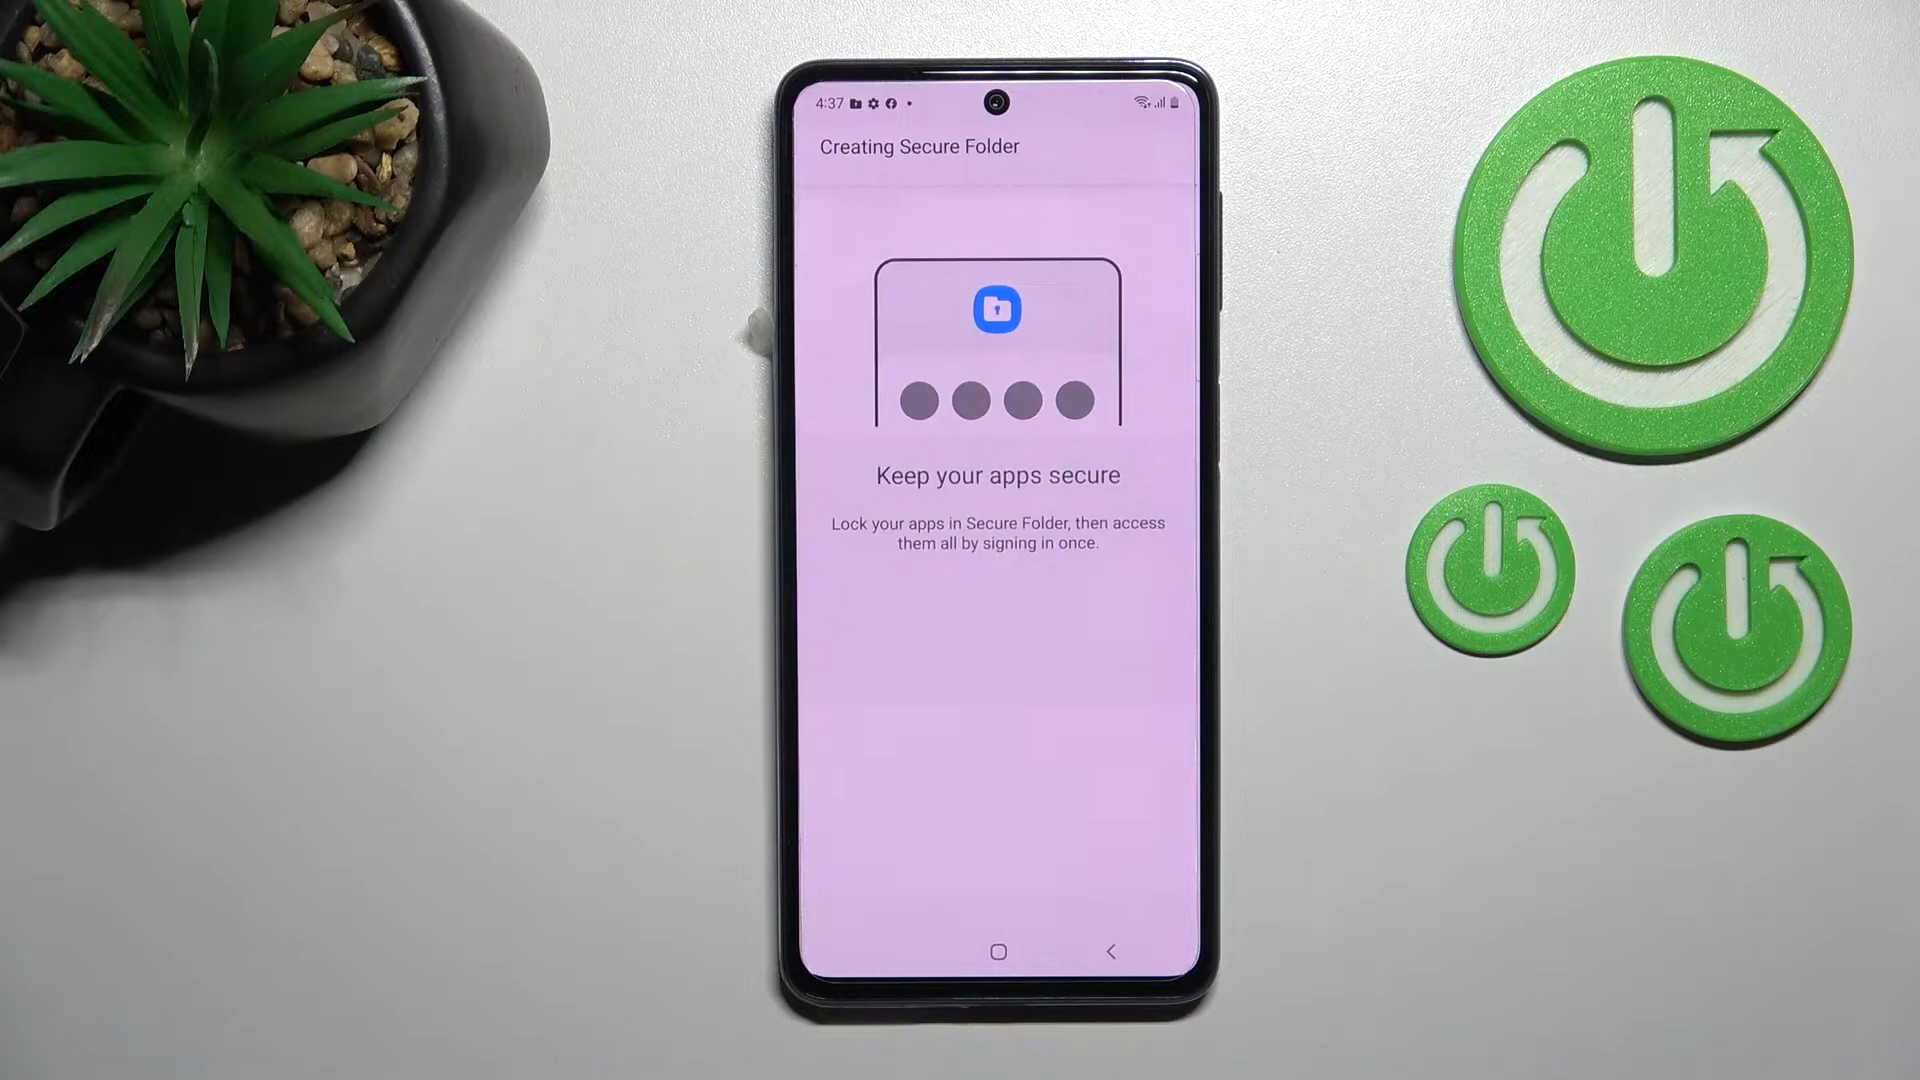 4:37
Creating Secure Folder
Keep your apps secure
Lock your apps in Secure Folder, then access
them all by signing in once.